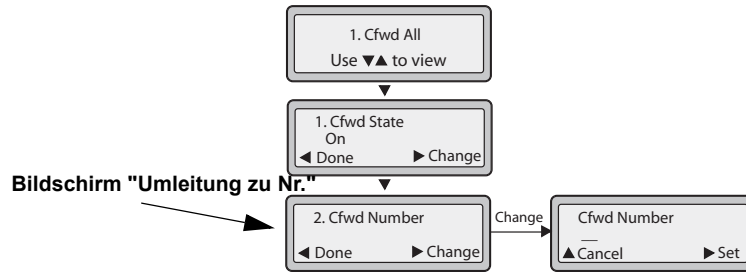 1. Cfwd All
Use ▼▲ to view
▼
1. Cfwd State
On
◀ Done ▶ Change
▼
Bildschirm "Umleitung zu Nr."
2. Cfwd Number
◀ Done ▶ Change
Change
Cfwd Number
__
▲ Cancel ▶ Set